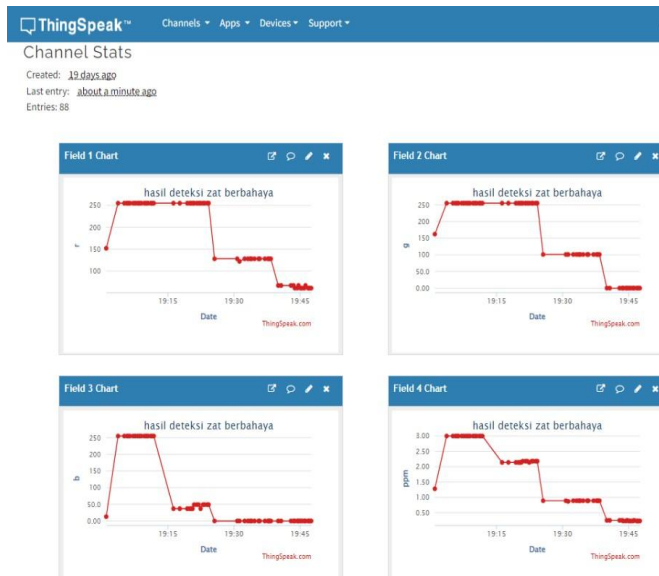 ThingSpeak™ Channels Apps Devices Support
Channel Stats
Created: 19 days ago
Last entry: about a minute ago
Entries: 88
Field 1 Chart
hasil deteksi zat berbahaya
250
200
150
100
r
19:15 19:30 19:45
Date
ThingSpeak.com
Field 2 Chart
hasil deteksi zat berbahaya
250
200
150
100
50.0
0.00
g
19:15 19:30 19:45
Date
ThingSpeak.com
Field 3 Chart
hasil deteksi zat berbahaya
250
200
150
100
50.0
0.00
b
19:15 19:30 19:45
Date
ThingSpeak.com
Field 4 Chart
hasil deteksi zat berbahaya
3.00
2.50
2.00
1.50
1.00
0.50
ppm
19:15 19:30 19:45
Date
ThingSpeak.com